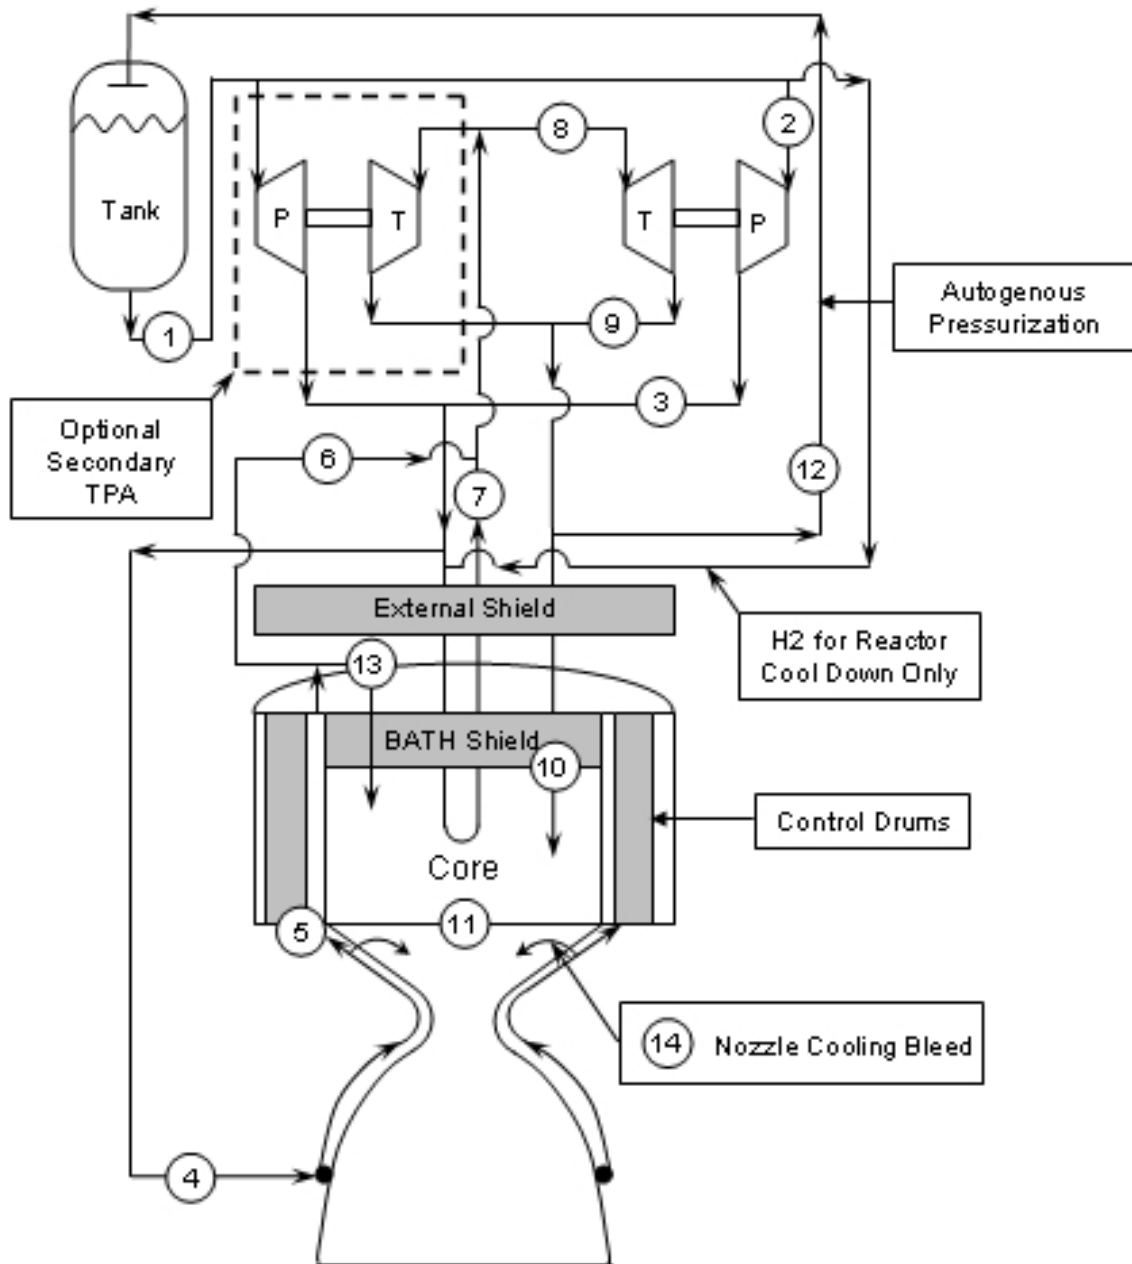 8
2
Tank
P
T
T
P
1
9
Autogenous
Pressurization
3
Optional
Secondary
TPA
6
7
12
External Shield
13
H2 for Reactor
Cool Down Only
BATH Shield
10
Control Drums
Core
5
11
14 Nozzle Cooling Bleed
4